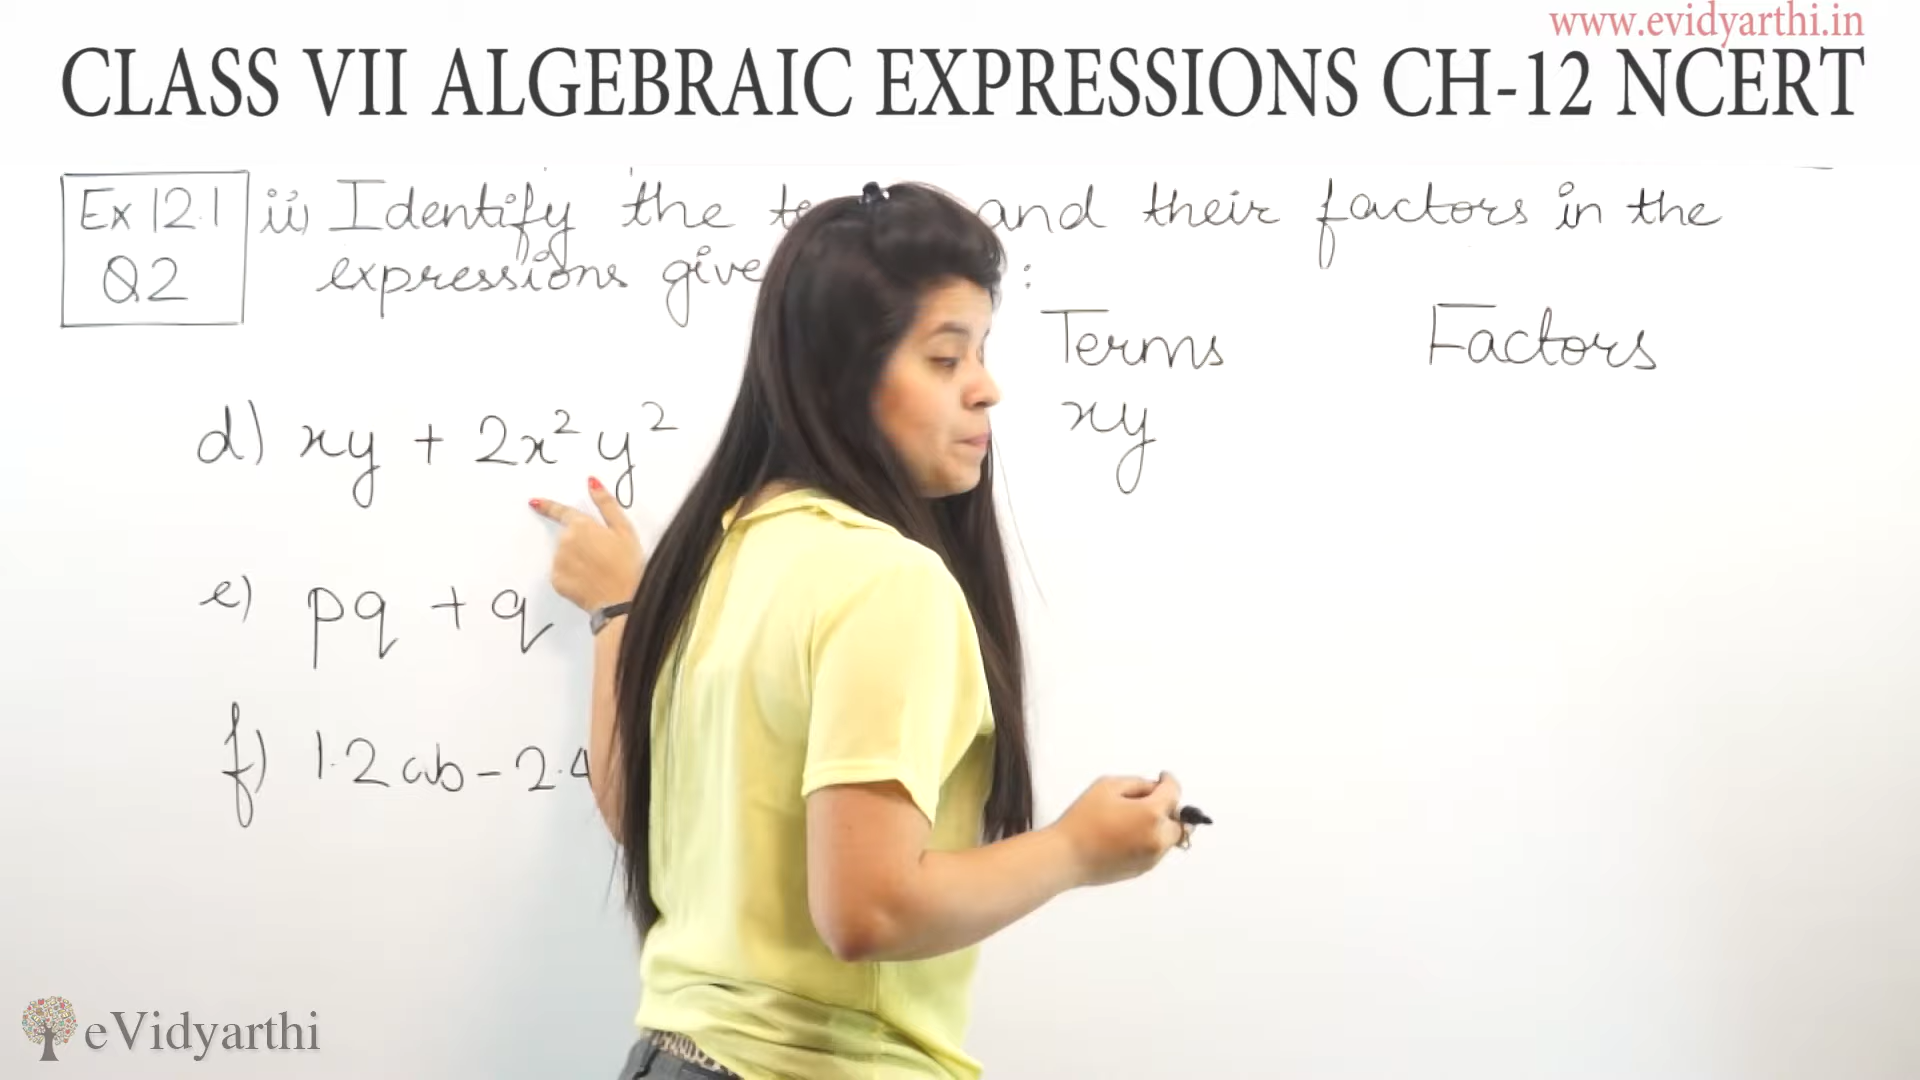 www.evidyarthi.in
CLASS VII ALGEBRAIC EXPRESSIONS CH-12 NCERT
Ex 12.1
Q2
ii) Identify the and their factors in the
expressions :
Terms Factors
d) xy + 2x²y² xy
e) pq + q
f) 1.2ab - 2.4
eVidyarthi